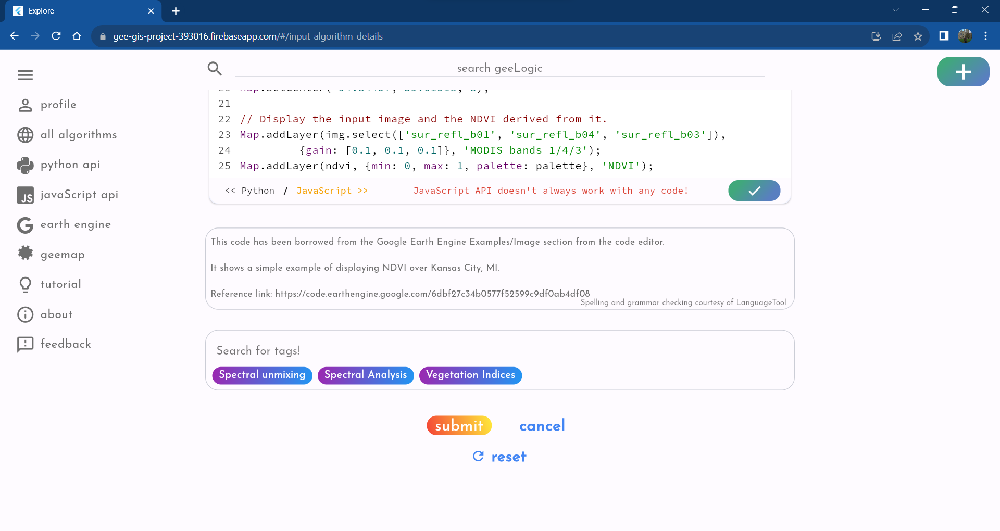 Explore
gee-gis-project-393016.firebaseapp.com/#/input_algorithm_details
search geeLogic
profile
all algorithms
python api
JS javaScript api
earth engine
geemap
tutorial
about
feedback
21
22 // Display the input image and the NDVI derived from it.
23 Map.addLayer(img.select(['sur_refl_b01', 'sur_refl_b04', 'sur_refl_b03']),
24 {gain: [0.1, 0.1, 0.1]}, 'MODIS bands 1/4/3');
25 Map.addLayer(ndvi, {min: 0, max: 1, palette: palette}, 'NDVI');
<< Python / JavaScript >> JavaScript API doesn't always work with any code!
This code has been borrowed from the Google Earth Engine Examples/Image section from the code editor.
It shows a simple example of displaying NDVI over Kansas City, MI.
Reference link: https://code.earthengine.google.com/6dbf27c34b0577f52599c9df0ab4df08
Spelling and grammar checking courtesy of LanguageTool
Search for tags!
Spectral unmixing Spectral Analysis Vegetation Indices
submit cancel
reset